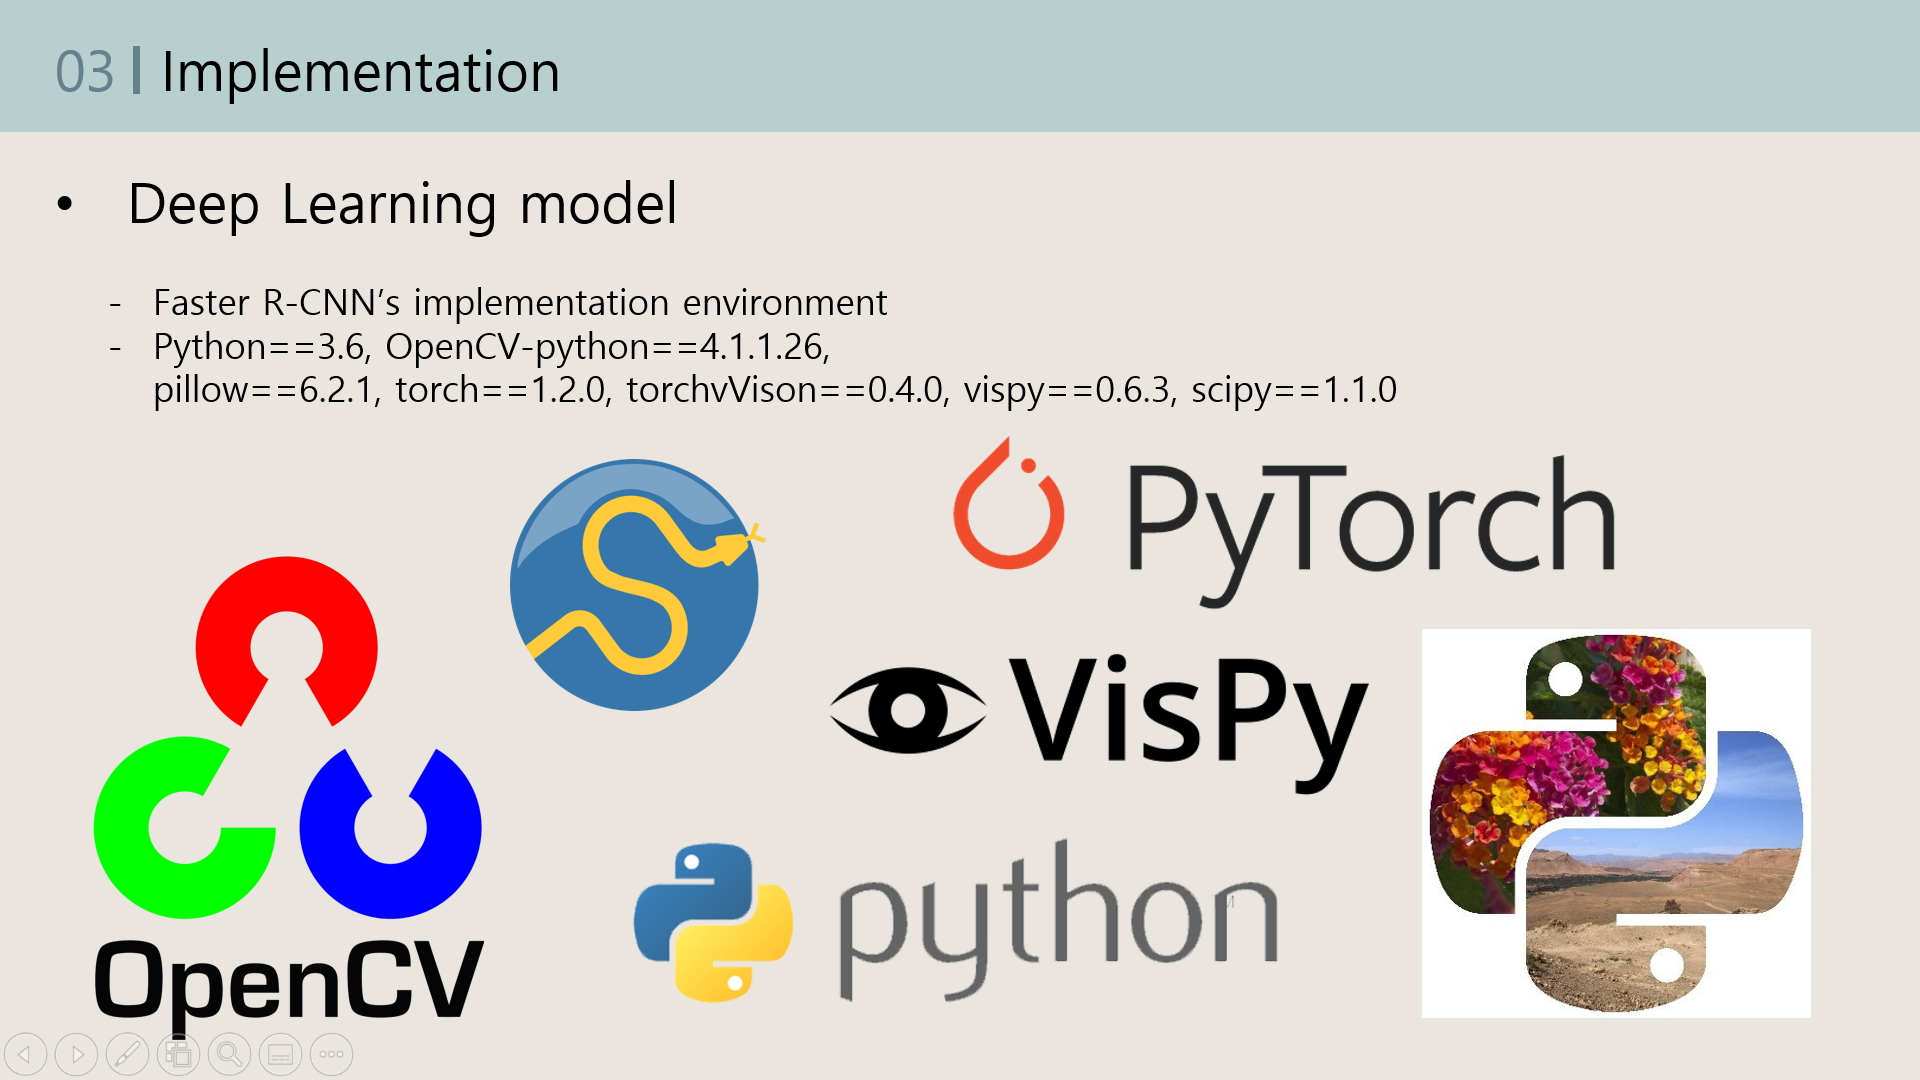 03 Implementation
• Deep Learning model
- Faster R-CNN’s implementation environment
- Python==3.6, OpenCV-python==4.1.1.26,
pillow==6.2.1, torch==1.2.0, torchvVison==0.4.0, vispy==0.6.3, scipy==1.1.0
PyTorch
VisPy
python
OpenCV